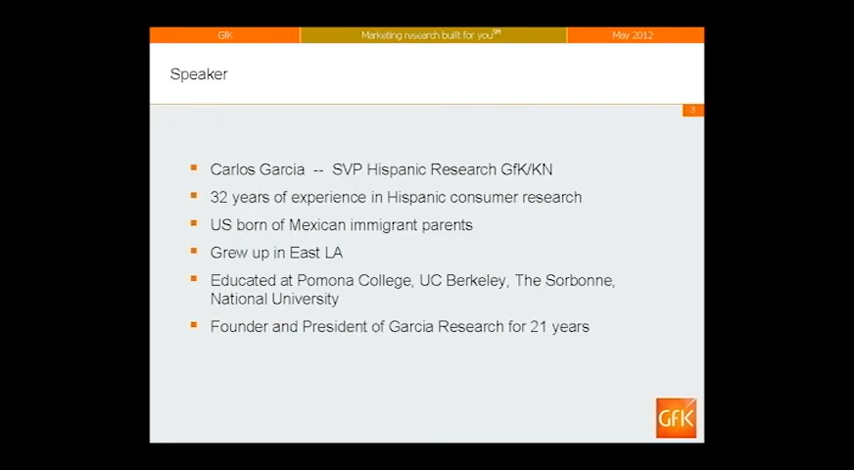 GfK
Marketing research built for you℠
May 2012
Speaker
3
Carlos Garcia -- SVP Hispanic Research GfK/KN
32 years of experience in Hispanic consumer research
US born of Mexican immigrant parents
Grew up in East LA
Educated at Pomona College, UC Berkeley, The Sorbonne,
National University
Founder and President of Garcia Research for 21 years
GfK